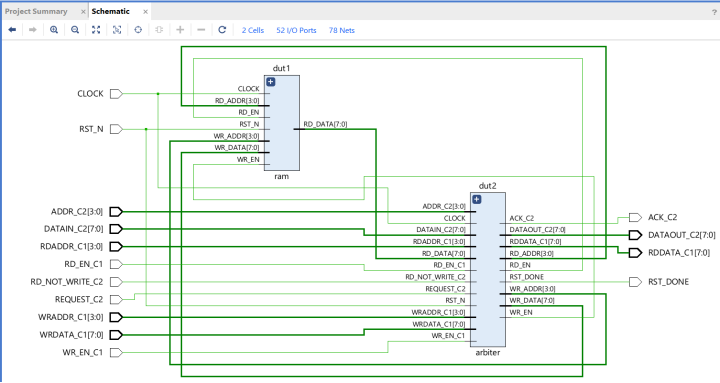 Project Summary × Schematic × ?
2 Cells 52 I/O Ports 78 Nets
dut1
CLOCK
RD_ADDR[3:0]
RD_EN
RST_N
WR_ADDR[3:0]
WR_DATA[7:0]
WR_EN
RD_DATA[7:0]
ram
CLOCK
RST_N
ADDR_C2[3:0]
DATAIN_C2[7:0]
RDADDR_C1[3:0]
RD_EN_C1
RD_NOT_WRITE_C2
REQUEST_C2
WRADDR_C1[3:0]
WRDATA_C1[7:0]
WR_EN_C1
dut2
ADDR_C2[3:0]
CLOCK
DATAIN_C2[7:0]
RDADDR_C1[3:0]
RD_DATA[7:0]
RD_EN_C1
RD_NOT_WRITE_C2
REQUEST_C2
RST_N
WRADDR_C1[3:0]
WRDATA_C1[7:0]
WR_EN_C1
ACK_C2
DATAOUT_C2[7:0]
RDDATA_C1[7:0]
RD_ADDR[3:0]
RD_EN
RST_DONE
WR_ADDR[3:0]
WR_DATA[7:0]
WR_EN
arbiter
ACK_C2
DATAOUT_C2[7:0]
RDDATA_C1[7:0]
RST_DONE